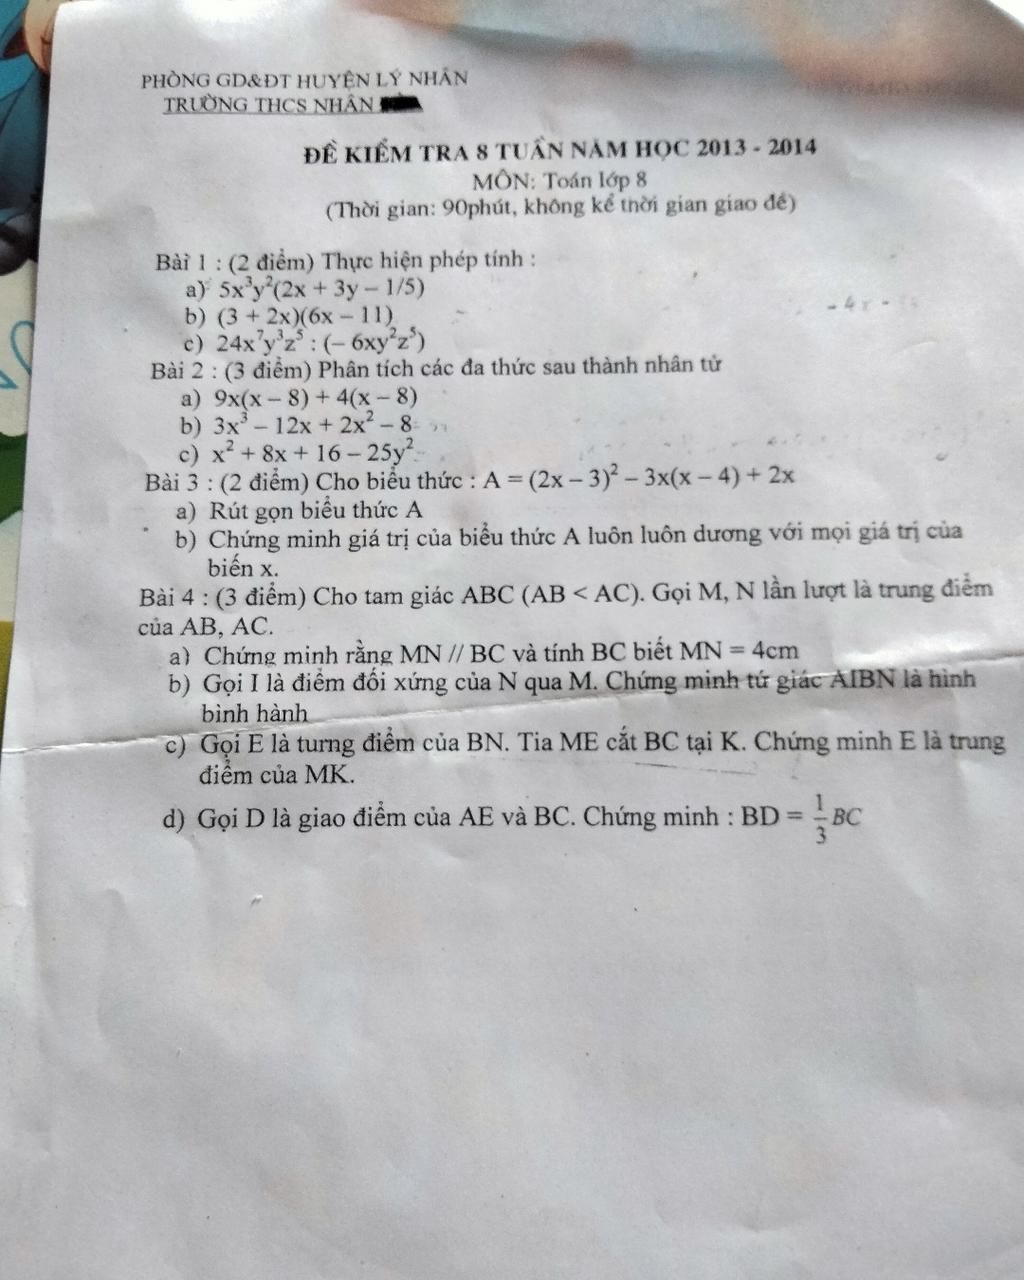 PHÒNG GD&ĐT HUYỆN LÝ NHÂN
TRƯỜNG THCS NHÂN
ĐỀ KIỂM TRA 8 TUẦN NĂM HỌC 2013 - 2014
MÔN: Toán lớp 8
(Thời gian: 90phút, không kể thời gian giao đề)
Bài 1 : (2 điểm) Thực hiện phép tính :
a) 5x³y²(2x + 3y – 1/5)
b) (3 + 2x)(6x – 11)
c) 24x⁷y³z⁵ : (– 6xy²z⁵)
Bài 2 : (3 điểm) Phân tích các đa thức sau thành nhân tử
a) 9x(x – 8) + 4(x – 8)
b) 3x³ – 12x + 2x² – 8
c) x² + 8x + 16 – 25y²
Bài 3 : (2 điểm) Cho biểu thức : A = (2x – 3)² – 3x(x – 4) + 2x
a) Rút gọn biểu thức A
b) Chứng minh giá trị của biểu thức A luôn luôn dương với mọi giá trị của
biến x.
Bài 4 : (3 điểm) Cho tam giác ABC (AB < AC). Gọi M, N lần lượt là trung điểm
của AB, AC.
a) Chứng minh rằng MN // BC và tính BC biết MN = 4cm
b) Gọi I là điểm đối xứng của N qua M. Chứng minh tứ giác AIBN là hình
bình hành
c) Gọi E là turng điểm của BN. Tia ME cắt BC tại K. Chứng minh E là trung
điểm của MK.
d) Gọi D là giao điểm của AE và BC. Chứng minh : BD = 1/3 BC